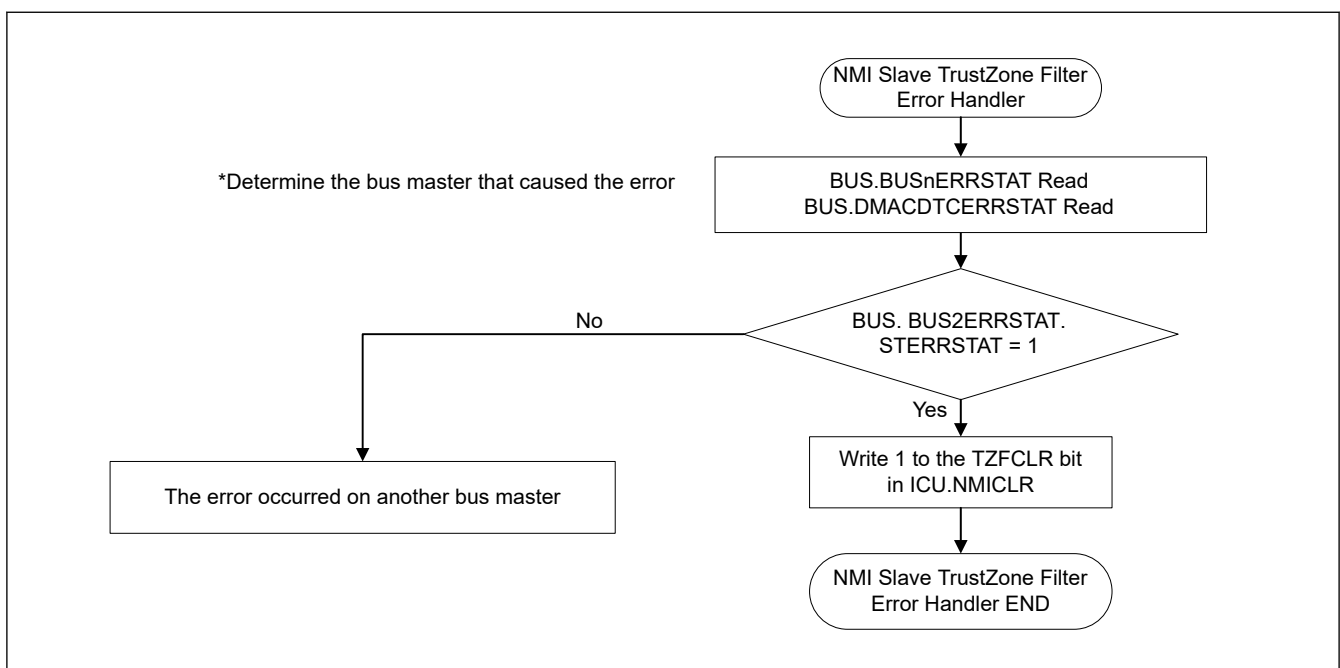 NMI Slave TrustZone Filter
Error Handler
*Determine the bus master that caused the error
BUS.BUSnERRSTAT Read
BUS.DMACDTCERRSTAT Read
BUS. BUS2ERRSTAT.
STERRSTAT = 1
No
Yes
The error occurred on another bus master
Write 1 to the TZFCLR bit
in ICU.NMICLR
NMI Slave TrustZone Filter
Error Handler END